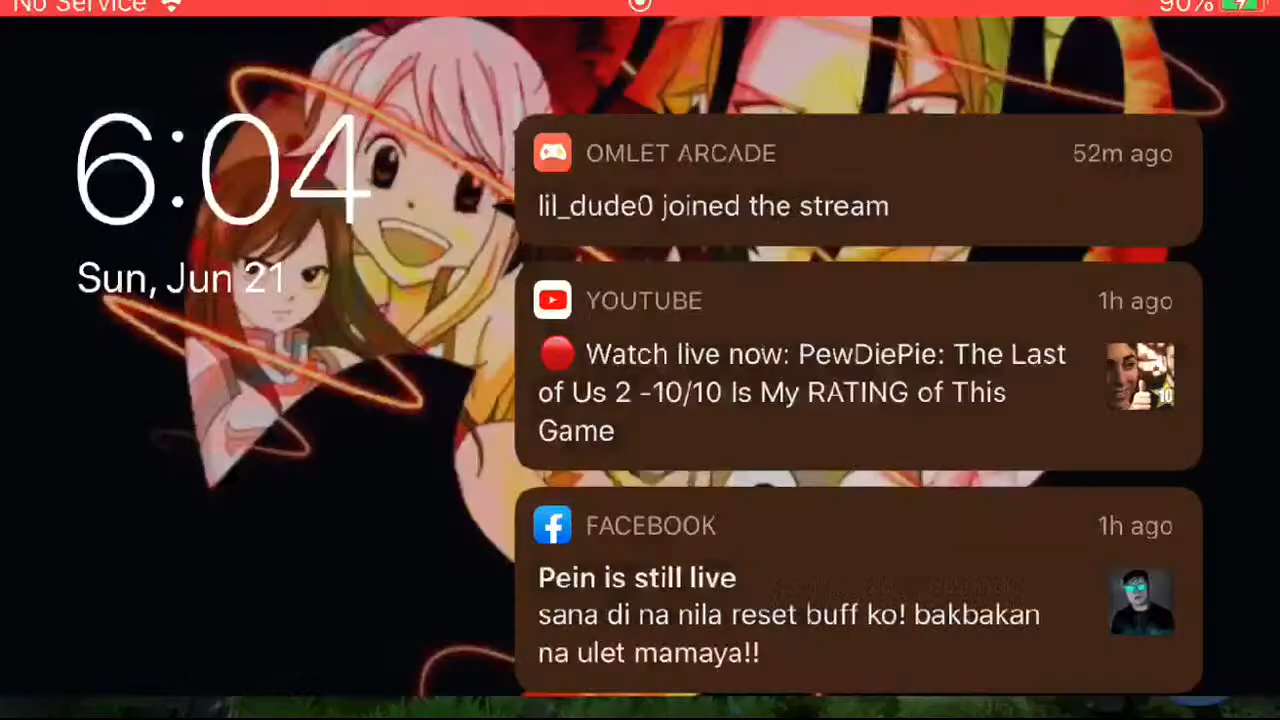 No Service
90%
6:04
Sun, Jun 21
OMLET ARCADE
52m ago
lil_dude0 joined the stream
YOUTUBE
1h ago
🔴 Watch live now: PewDiePie: The Last
of Us 2 -10/10 Is My RATING of This
Game
10
FACEBOOK
1h ago
Pein is still live
sana di na nila reset buff ko! bakbakan
na ulet mamaya!!